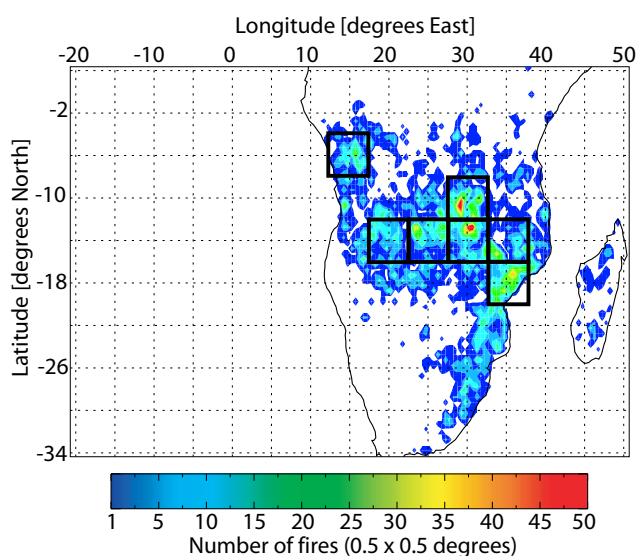 Longitude [degrees East]
-20 -10 0 10 20 30 40 50
Latitude [degrees North]
-2
-10
-18
-26
-34
1 5 10 15 20 25 30 35 40 45 50
Number of fires (0.5 x 0.5 degrees)